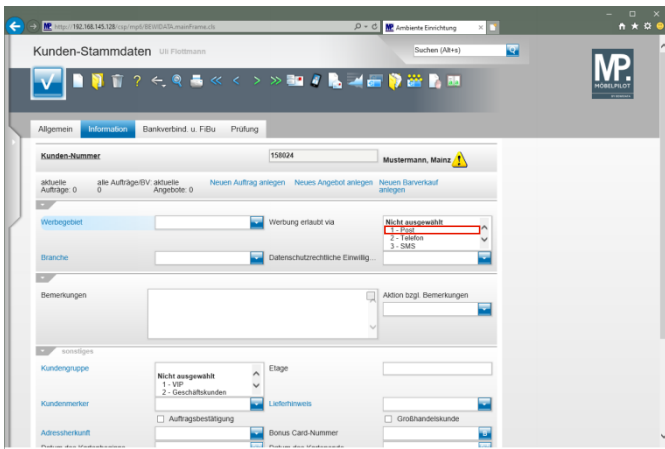 http://192.168.145.128/csp/mpli/BEWIDATA.mainFrame.cls
Ambiente Einrichtung
Kunden-Stammdaten Uli Flottmann
Suchen (Alt+s)
MP.
MÖBELPILOT
Allgemein Information Bankverbind. u. FiBu Prüfung
Kunden-Nummer 158024 Mustermann, Mainz
aktuelle Aufträge: 0 alle Aufträge/BV: 0 aktuelle Angebote: 0 Neuen Auftrag anlegen Neues Angebot anlegen Neuen Barverkauf anlegen
Werbegebiet Werbung erlaubt via Nicht ausgewählt
1 - Post
2 - Telefon
3 - SMS
Branche Datenschutzrechtliche Einwillig...
Bemerkungen Aktion bzgl. Bemerkungen
sonstiges
Kundengruppe Nicht ausgewählt Etage
1 - VIP
2 - Geschäftskunden
Kundenmerker Lieferhinweis
Auftragsbestätigung Großhandelskunde
Adressherkunft Bonus Card-Nummer